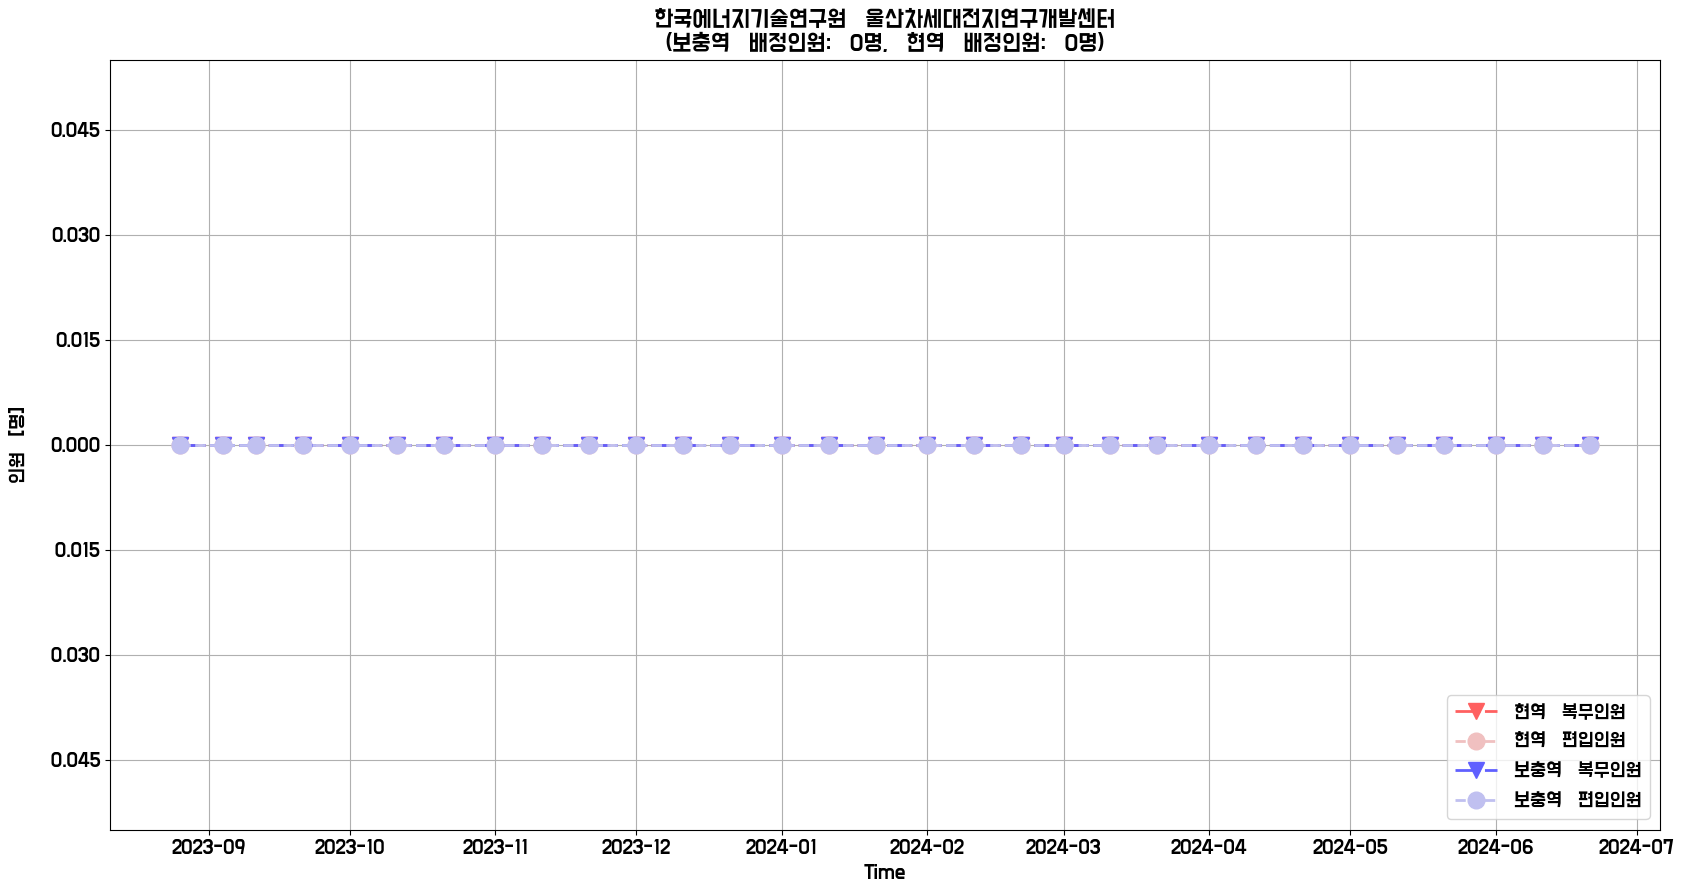 한국에너지기술연구원 울산차세대전지연구개발센터
(보충역 배정인원: 0명, 현역 배정인원: 0명)
인원 [명]
0.045
0.030
0.015
0.000
0.015
0.030
0.045
현역 복무인원
현역 편입인원
보충역 복무인원
보충역 편입인원
2023-09 2023-10 2023-11 2023-12 2024-01 2024-02 2024-03 2024-04 2024-05 2024-06 2024-07
Time